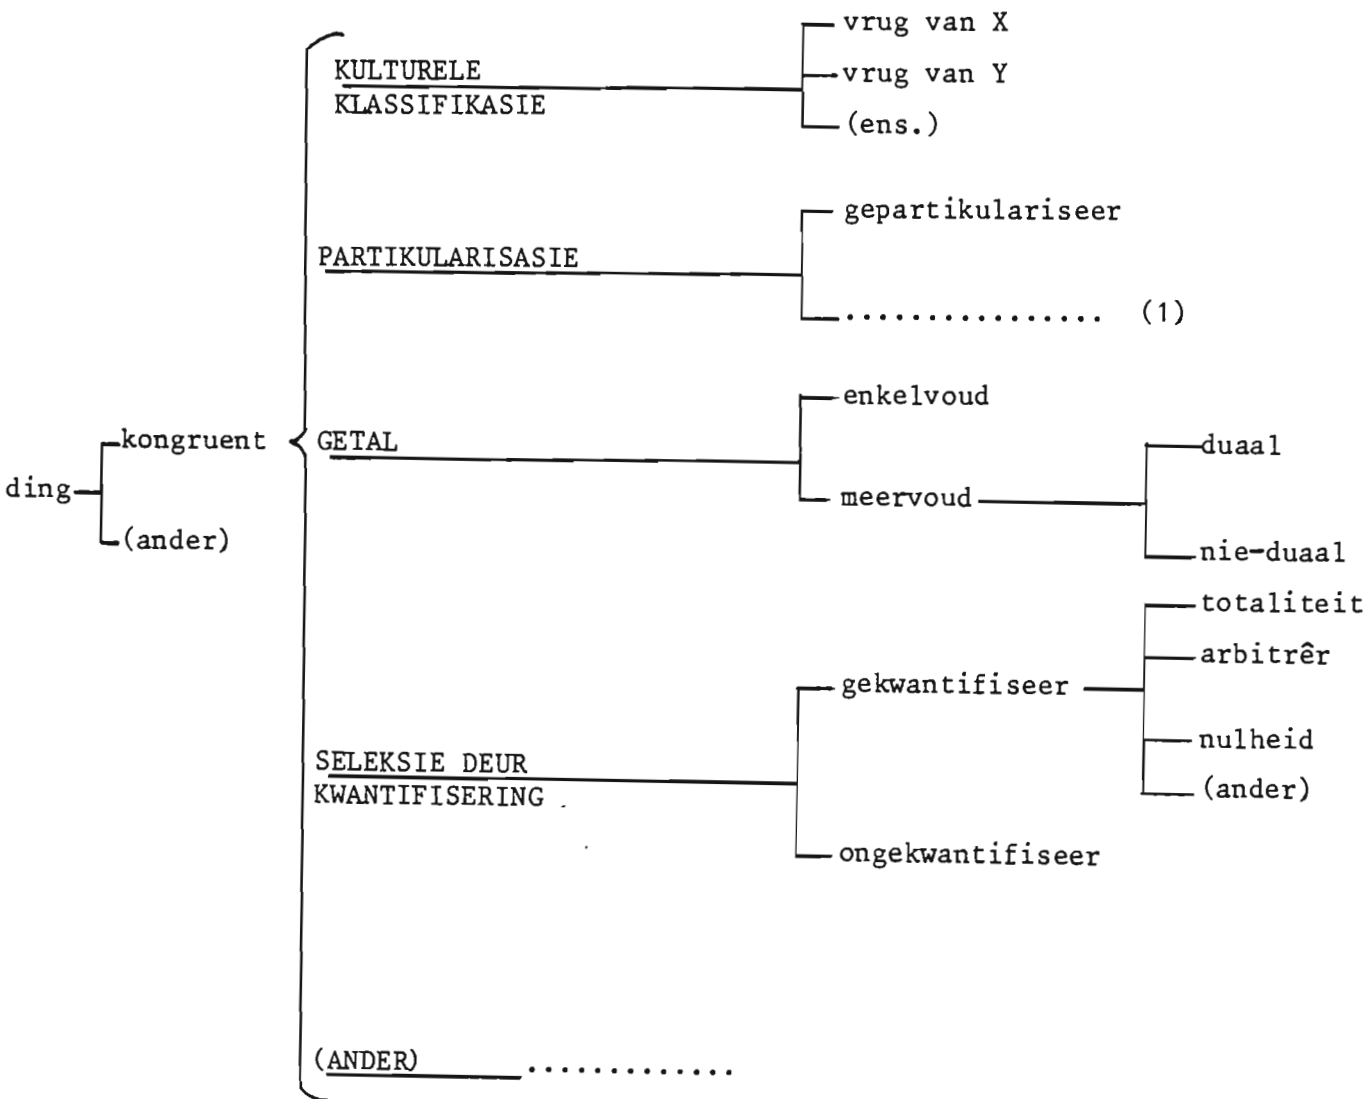 vrug van X
KULTURELE
vrug van Y
KLASSIFIKASIE
(ens.)
gepartikulariseer
PARTIKULARISASIE
................ (1)
enkelvoud
kongruent
GETAL
duaal
ding
meervoud
(ander)
nie-duaal
totaliteit
arbitrêr
gekwantifiseer
nulheid
SELEKSIE DEUR
KWANTIFISERING
(ander)
ongekwantifiseer
(ANDER) .............